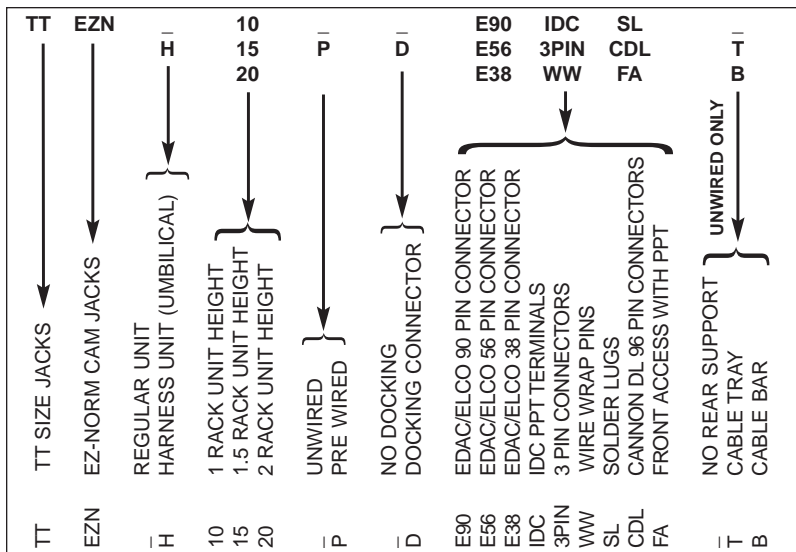 TT EZN _ 10 _ _ E90 IDC SL _
H 15 P D E56 3PIN CDL T
20 E38 WW FA B
UNWIRED ONLY
TT TT SIZE JACKS
EZN EZ-NORM CAM JACKS
_ REGULAR UNIT
H HARNESS UNIT (UMBILICAL)
10 1 RACK UNIT HEIGHT
15 1.5 RACK UNIT HEIGHT
20 2 RACK UNIT HEIGHT
_ UNWIRED
P PRE WIRED
_ NO DOCKING
D DOCKING CONNECTOR
E90 EDAC/ELCO 90 PIN CONNECTOR
E56 EDAC/ELCO 56 PIN CONNECTOR
E38 EDAC/ELCO 38 PIN CONNECTOR
IDC IDC PPT TERMINALS
3PIN 3 PIN CONNECTORS
WW WIRE WRAP PINS
SL SOLDER LUGS
CDL CANNON DL 96 PIN CONNECTORS
FA FRONT ACCESS WITH PPT
_ NO REAR SUPPORT
T CABLE TRAY
B CABLE BAR